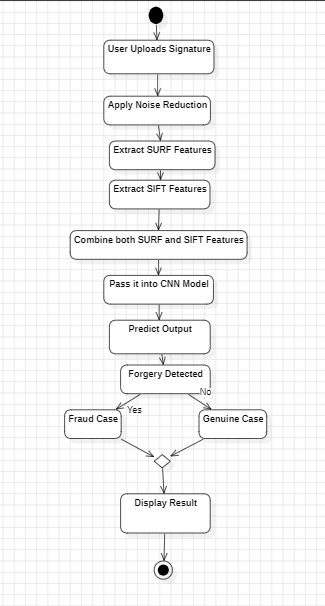 User Uploads Signature
Apply Noise Reduction
Extract SURF Features
Extract SIFT Features
Combine both SURF and SIFT Features
Pass it into CNN Model
Predict Output
Forgery Detected
No
Yes
Fraud Case
Genuine Case
Display Result